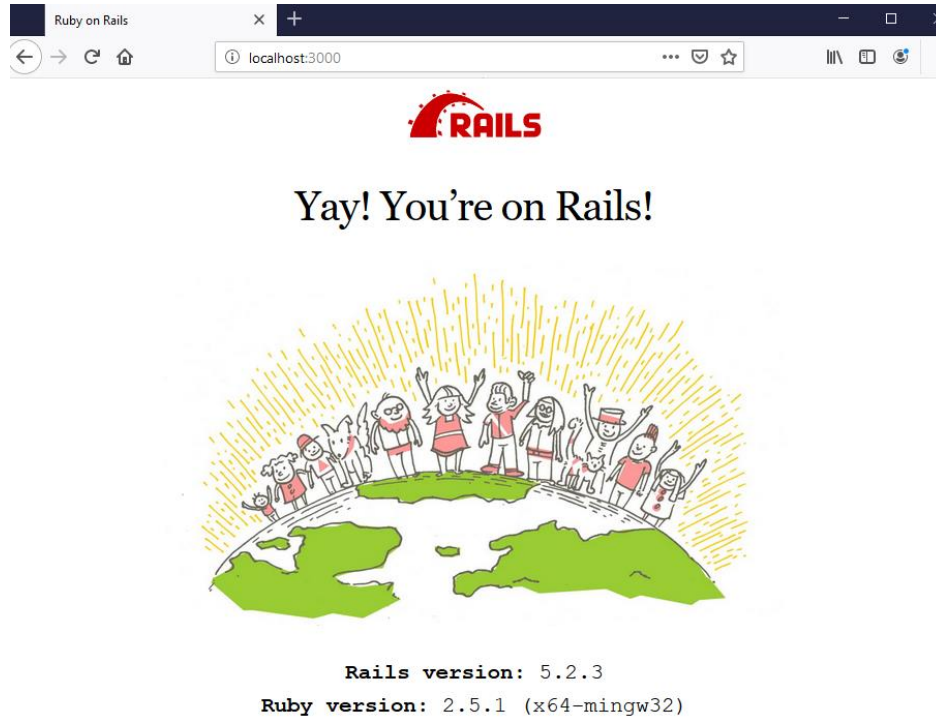 Ruby on Rails
localhost:3000
RAILS
Yay! You’re on Rails!
Rails version: 5.2.3
Ruby version: 2.5.1 (x64-mingw32)